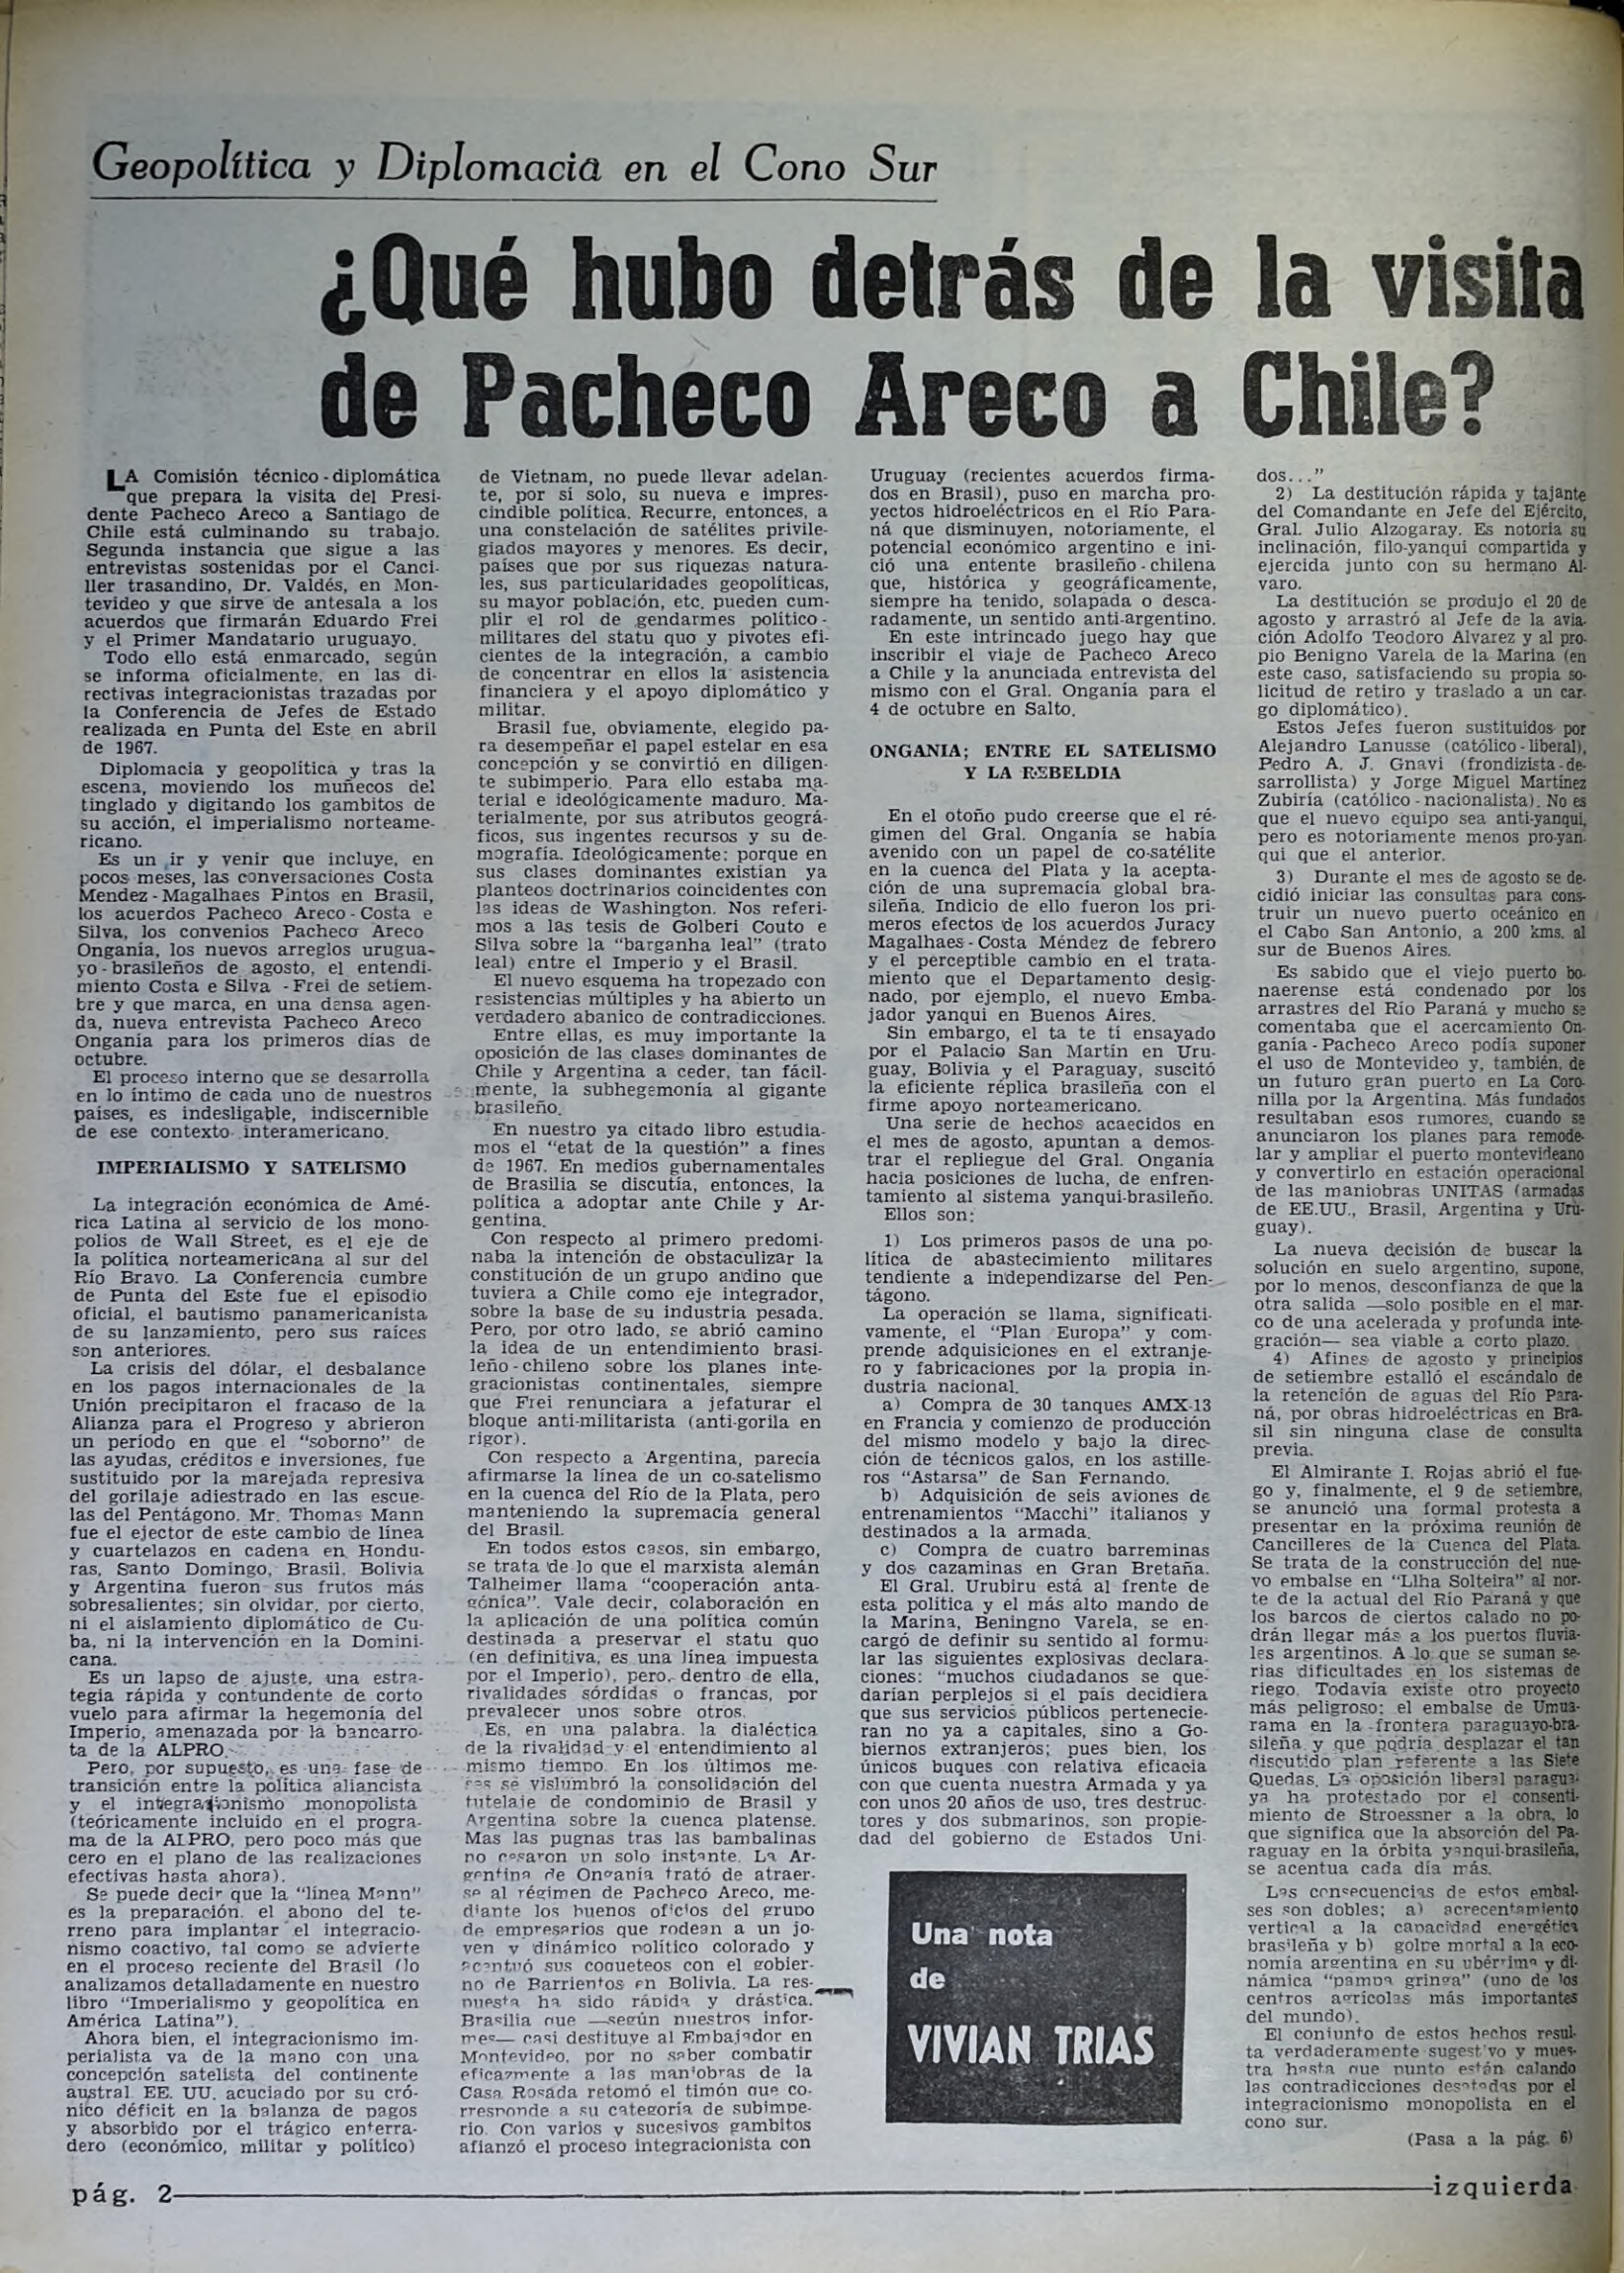 Geopolítica y Diplomacia en el Cono Sur
¿Qué hubo detrás de la visita
de Pacheco Areco a Chile?
LA Comisión técnico-diplomática
que prepara la visita del Presi-
dente Pacheco Areco a Santiago de
Chile está culminando su trabajo.
Segunda instancia que sigue a las
entrevistas sostenidas por el Canci-
ller trasandino, Dr. Valdés, en Mon-
tevideo y que sirve de antesala a los
acuerdos que firmarán Eduardo Frei
y el Primer Mandatario uruguayo.
Todo ello está enmarcado, según
se informa oficialmente, en las di-
rectivas integracionistas trazadas por
la Conferencia de Jefes de Estado
realizada en Punta del Este en abril
de 1967.
Diplomacia y geopolítica y tras la
escena, moviendo los muñecos del
tinglado y digitando los gambitos de
su acción, el imperialismo norteame-
ricano.
Es un ir y venir que incluye, en
pocos meses, las conversaciones Costa
Mendez-Magalhaes Pintos en Brasil,
los acuerdos Pacheco Areco-Costa e
Silva, los convenios Pacheco Areco
Onganía, los nuevos arreglos urugua-
yo-brasileños de agosto, el entendi-
miento Costa e Silva -Frei de setiem-
bre y que marca, en una densa agen-
da, nueva entrevista Pacheco Areco
Onganía para los primeros días de
octubre.
El proceso interno que se desarrolla
en lo íntimo de cada uno de nuestros
países, es indesligable, indiscernible
de ese contexto interamericano.
IMPERIALISMO Y SATELISMO
La integración económica de Amé-
rica Latina al servicio de los mono-
polios de Wall Street, es el eje de
la política norteamericana al sur del
Río Bravo. La Conferencia cumbre
de Punta del Este fue el episodio
oficial, el bautismo panamericanista
de su lanzamiento, pero sus raíces
son anteriores.
La crisis del dólar, el desbalance
en los pagos internacionales de la
Unión precipitaron el fracaso de la
Alianza para el Progreso y abrieron
un período en que el "soborno" de
las ayudas, créditos e inversiones, fue
sustituido por la marejada represiva
del gorilaje adiestrado en las escue-
las del Pentágono. Mr. Thomas Mann
fue el ejector de este cambio de línea
y cuartelazos en cadena en Hondu-
ras, Santo Domingo, Brasil, Bolivia
y Argentina fueron sus frutos más
sobresalientes; sin olvidar, por cierto,
ni el aislamiento diplomático de Cu-
ba, ni la intervención en la Domini-
cana.
Es un lapso de ajuste, una estra-
tegia rápida y contundente de corto
vuelo para afirmar la hegemonía del
Imperio, amenazada por la bancarro-
ta de la ALPRO.
Pero, por supuesto, es una fase de
transición entre la política aliancista
y el integracionismo monopolista
(teóricamente incluido en el progra-
ma de la ALPRO, pero poco más que
cero en el plano de las realizaciones
efectivas hasta ahora).
Se puede decir que la "línea Mann"
es la preparación, el abono del te-
rreno para implantar el integracio-
nismo coactivo, tal como se advierte
en el proceso reciente del Brasil (lo
analizamos detalladamente en nuestro
libro "Imperialismo y geopolítica en
América Latina").
Ahora bien, el integracionismo im-
perialista va de la mano con una
concepción satelista del continente
austral. EE. UU. acuciado por su cró-
nico déficit en la balanza de pagos
y absorbido por el trágico enterra-
dero (económico, militar y político)
de Vietnam, no puede llevar adelan-
te, por si solo, su nueva e impres-
cindible política. Recurre, entonces, a
una constelación de satélites privile-
giados mayores y menores. Es decir,
países que por sus riquezas natura-
les, sus particularidades geopolíticas,
su mayor población, etc. pueden cum-
plir el rol de gendarmes político-
militares del statu quo y pivotes efi-
cientes de la integración, a cambio
de concentrar en ellos la asistencia
financiera y el apoyo diplomático y
militar.
Brasil fue, obviamente, elegido pa-
ra desempeñar el papel estelar en esa
concepción y se convirtió en diligen-
te subimperio. Para ello estaba ma-
terial e ideológicamente maduro. Ma-
terialmente, por sus atributos geográ-
ficos, sus ingentes recursos y su de-
mografía. Ideológicamente: porque en
sus clases dominantes existían ya
planteos doctrinarios coincidentes con
las ideas de Washington. Nos referi-
mos a las tesis de Golberi Couto e
Silva sobre la "barganha leal" (trato
leal) entre el Imperio y el Brasil.
El nuevo esquema ha tropezado con
resistencias múltiples y ha abierto un
verdadero abanico de contradicciones.
Entre ellas, es muy importante la
oposición de las clases dominantes de
Chile y Argentina a ceder, tan fácil-
mente, la subhegemonía al gigante
brasileño.
En nuestro ya citado libro estudia-
mos el "etat de la questión" a fines
de 1967. En medios gubernamentales
de Brasilia se discutía, entonces, la
política a adoptar ante Chile y Ar-
gentina.
Con respecto al primero predomi-
naba la intención de obstaculizar la
constitución de un grupo andino que
tuviera a Chile como eje integrador,
sobre la base de su industria pesada.
Pero, por otro lado, se abrió camino
la idea de un entendimiento brasi-
leño-chileno sobre los planes inte-
gracionistas continentales, siempre
que Frei renunciara a jefaturar el
bloque anti-militarista (anti-gorila en
rigor).
Con respecto a Argentina, parecía
afirmarse la línea de un co-satelismo
en la cuenca del Río de la Plata, pero
manteniendo la supremacía general
del Brasil.
En todos estos casos, sin embargo,
se trata de lo que el marxista alemán
Talheimer llama "cooperación anta-
gónica". Vale decir, colaboración en
la aplicación de una política común
destinada a preservar el statu quo
(en definitiva, es una línea impuesta
por el Imperio), pero, dentro de ella,
rivalidades sórdidas o francas, por
prevalecer unos sobre otros.
Es, en una palabra, la dialéctica
de la rivalidad y el entendimiento al
mismo tiempo. En los últimos me-
ses se vislumbró la consolidación del
tutelaje de condominio de Brasil y
Argentina sobre la cuenca platense.
Mas las pugnas tras las bambalinas
no cesaron un solo instante. La Ar-
gentina de Onganía trató de atraer-
se al régimen de Pacheco Areco, me-
diante los buenos oficios del grupo
de empresarios que rodean a un jo-
ven y dinámico político colorado y
acentuó sus coqueteos con el gobier-
no de Barrientos en Bolivia. La res-
puesta ha sido rápida y drástica.
Brasilia que —según nuestros infor-
mes— casi destituye al Embajador en
Montevideo, por no saber combatir
eficazmente a las maniobras de la
Casa Rosada retomó el timón que co-
rresponde a su categoría de subimpe-
rio. Con varios y sucesivos gambitos
afianzó el proceso integracionista con
Uruguay (recientes acuerdos firma-
dos en Brasil), puso en marcha pro-
yectos hidroeléctricos en el Río Para-
ná que disminuyen, notoriamente, el
potencial económico argentino e ini-
ció una entente brasileño-chilena
que, histórica y geográficamente,
siempre ha tenido, solapada o desca-
radamente, un sentido anti-argentino.
En este intrincado juego hay que
inscribir el viaje de Pacheco Areco
a Chile y la anunciada entrevista del
mismo con el Gral. Onganía para el
4 de octubre en Salto.
ONGANIA; ENTRE EL SATELISMO
Y LA REBELDIA
En el otoño pudo creerse que el ré-
gimen del Gral. Onganía se había
avenido con un papel de co-satélite
en la cuenca del Plata y la acepta-
ción de una supremacía global bra-
sileña. Indicio de ello fueron los pri-
meros efectos de los acuerdos Juracy
Magalhaes-Costa Méndez de febrero
y el perceptible cambio en el trata-
miento que el Departamento desig-
nado, por ejemplo, el nuevo Emba-
jador yanqui en Buenos Aires.
Sin embargo, el ta te tí ensayado
por el Palacio San Martín en Uru-
guay, Bolivia y el Paraguay, suscitó
la eficiente réplica brasileña con el
firme apoyo norteamericano.
Una serie de hechos acaecidos en
el mes de agosto, apuntan a demos-
trar el repliegue del Gral. Onganía
hacia posiciones de lucha, de enfren-
tamiento al sistema yanqui-brasileño.
Ellos son:
1) Los primeros pasos de una po-
lítica de abastecimiento militares
tendiente a independizarse del Pen-
tágono.
La operación se llama, significati-
vamente, el "Plan Europa" y com-
prende adquisiciones en el extranje-
ro y fabricaciones por la propia in-
dustria nacional.
a) Compra de 30 tanques AMX-13
en Francia y comienzo de producción
del mismo modelo y bajo la direc-
ción de técnicos galos, en los astille-
ros "Astarsa" de San Fernando.
b) Adquisición de seis aviones de
entrenamientos "Macchi" italianos y
destinados a la armada.
c) Compra de cuatro barreminas
y dos cazaminas en Gran Bretaña.
El Gral. Urubiru está al frente de
esta política y el más alto mando de
la Marina, Beningno Varela, se en-
cargó de definir su sentido al formu-
lar las siguientes explosivas declara-
ciones: "muchos ciudadanos se que-
darían perplejos si el país decidiera
que sus servicios públicos pertenecie-
ran no ya a capitales, sino a Go-
biernos extranjeros; pues bien, los
únicos buques con relativa eficacia
con que cuenta nuestra Armada y ya
con unos 20 años de uso, tres destruc-
tores y dos submarinos, son propie-
dad del gobierno de Estados Uni-
Una nota
de
VIVIAN TRIAS
dos..."
2) La destitución rápida y tajante
del Comandante en Jefe del Ejército,
Gral. Julio Alzogaray. Es notoria su
inclinación, filo-yanqui compartida y
ejercida junto con su hermano Al-
varo.
La destitución se produjo el 20 de
agosto y arrastró al Jefe de la avia-
ción Adolfo Teodoro Alvarez y al pro-
pio Benigno Varela de la Marina (en
este caso, satisfaciendo su propia so-
licitud de retiro y traslado a un car-
go diplomático).
Estos Jefes fueron sustituidos por
Alejandro Lanusse (católico-liberal),
Pedro A. J. Gnavi (frondizista-de-
sarrollista) y Jorge Miguel Martínez
Zubiría (católico-nacionalista). No es
que el nuevo equipo sea anti-yanqui,
pero es notoriamente menos pro-yan-
qui que el anterior.
3) Durante el mes de agosto se de-
cidió iniciar las consultas para cons-
truir un nuevo puerto oceánico en
el Cabo San Antonio, a 200 kms. al
sur de Buenos Aires.
Es sabido que el viejo puerto bo-
naerense está condenado por los
arrastres del Río Paraná y mucho se
comentaba que el acercamiento On-
ganía-Pacheco Areco podía suponer
el uso de Montevideo y, también, de
un futuro gran puerto en La Coro-
nilla por la Argentina. Más fundados
resultaban esos rumores, cuando se
anunciaron los planes para remode-
lar y ampliar el puerto montevideano
y convertirlo en estación operacional
de las maniobras UNITAS (armadas
de EE.UU., Brasil, Argentina y Uru-
guay).
La nueva decisión de buscar la
solución en suelo argentino, supone,
por lo menos, desconfianza de que la
otra salida —solo posible en el mar-
co de una acelerada y profunda inte-
gración— sea viable a corto plazo.
4) Afines de agosto y principios
de setiembre estalló el escándalo de
la retención de aguas del Río Para-
ná, por obras hidroeléctricas en Bra-
sil sin ninguna clase de consulta
previa.
El Almirante I. Rojas abrió el fue-
go y, finalmente, el 9 de setiembre,
se anunció una formal protesta a
presentar en la próxima reunión de
Cancilleres de la Cuenca del Plata.
Se trata de la construcción del nue-
vo embalse en "Llha Solteira" al nor-
te de la actual del Río Paraná y que
los barcos de ciertos calado no po-
drán llegar más a los puertos fluvia-
les argentinos. A lo que se suman se-
rias dificultades en los sistemas de
riego. Todavía existe otro proyecto
más peligroso: el embalse de Umua-
rama en la frontera paraguayo-bra-
sileña y que podría desplazar el tan
discutido plan referente a las Siete
Quedas. La oposición liberal paragua-
ya ha protestado por el consenti-
miento de Stroessner a la obra, lo
que significa que la absorción del Pa-
raguay en la órbita yanqui-brasileña,
se acentua cada día más.
Las consecuencias de estos embal-
ses son dobles; a) acrecentamiento
vertical a la capacidad energética
brasileña y b) golpe mortal a la eco-
nomía argentina en su ubérrima y di-
námica "pampa gringa" (uno de los
centros agrícolas más importantes
del mundo).
El conjunto de estos hechos resul-
ta verdaderamente sugestivo y mues-
tra hasta que punto están calando
las contradicciones desatadas por el
integracionismo monopolista en el
cono sur.
(Pasa a la pág. 6)
pág. 2
izquierda